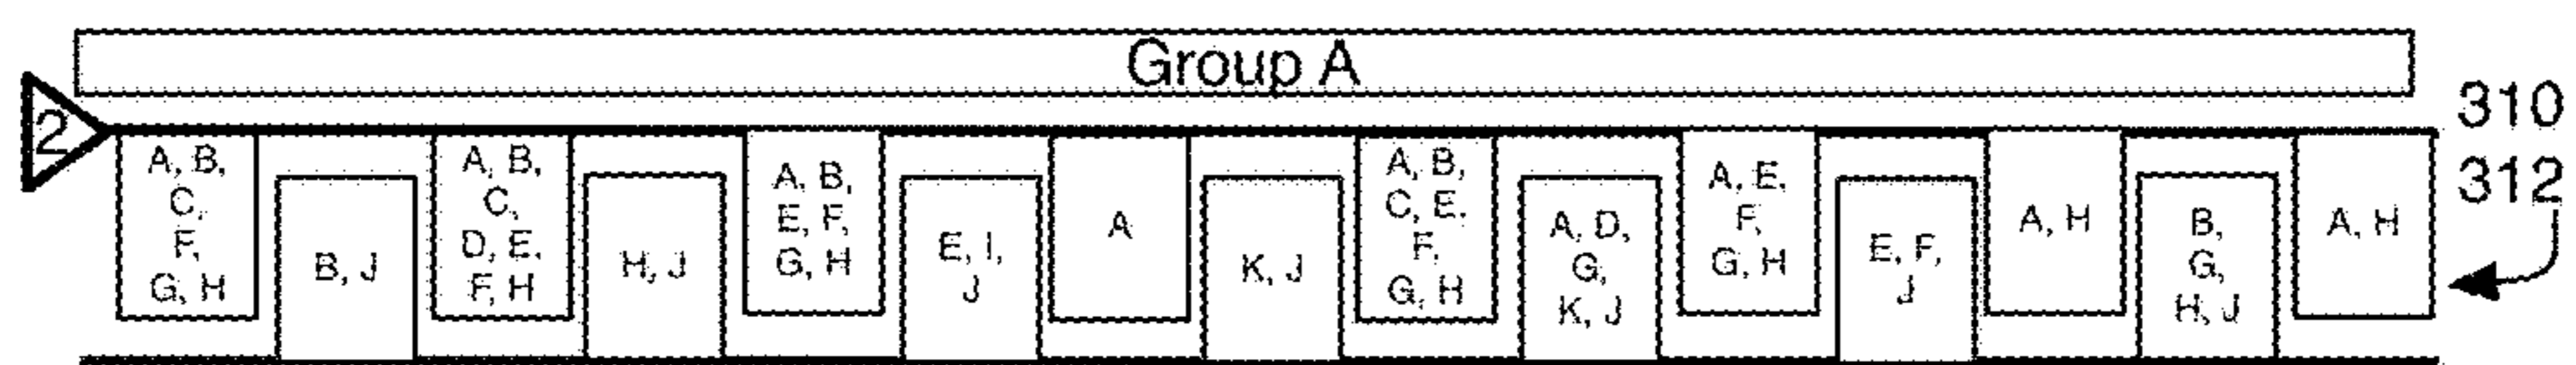 Group A
310
312
2
A, B,
C,
F,
G, H
B, J
A, B,
C,
D, E,
F, H
H, J
A, B,
E, F,
G, H
E, I,
J
A
K, J
A, B,
C, E,
F,
G, H
A, D,
G,
K, J
A, E,
F,
G, H
E, F,
J
A, H
B,
G,
H, J
A, H